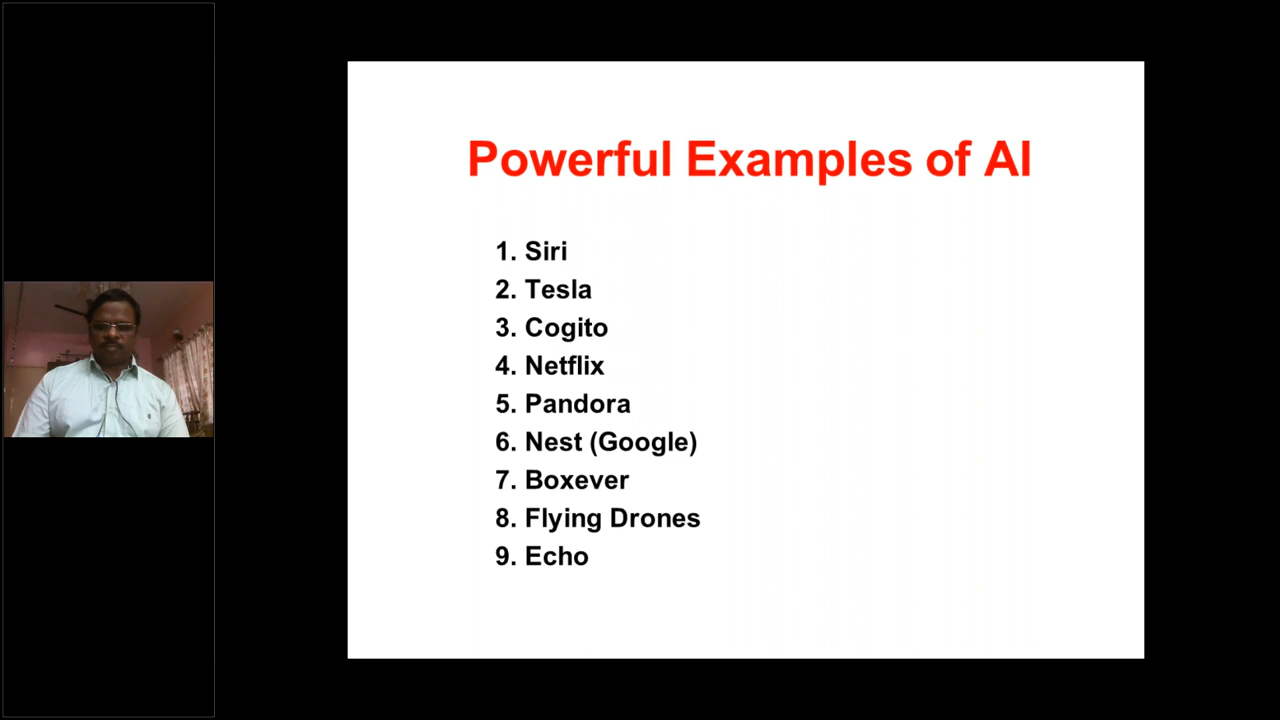 Powerful Examples of AI
1. Siri
2. Tesla
3. Cogito
4. Netflix
5. Pandora
6. Nest (Google)
7. Boxever
8. Flying Drones
9. Echo